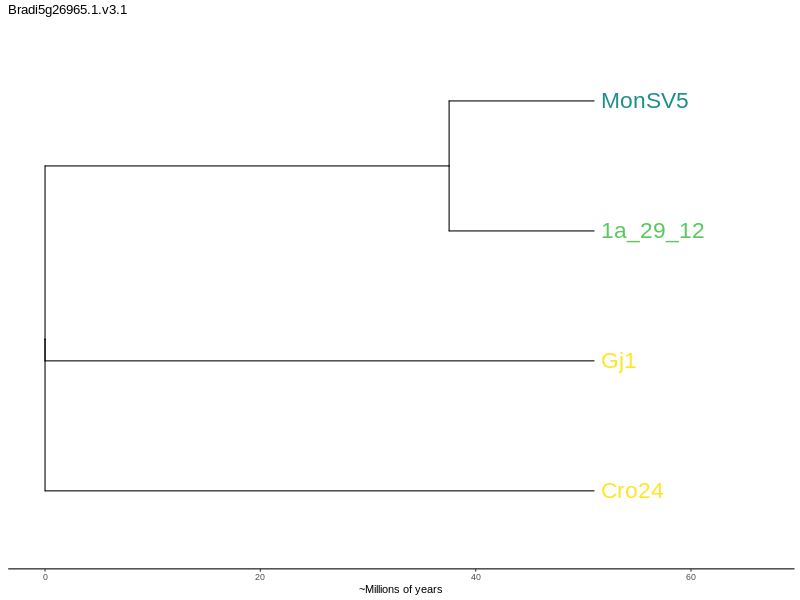 Bradi5g26965.1.v3.1
MonSV5
1a_29_12
Gj1
Cro24
0 20 40 60
~Millions of years